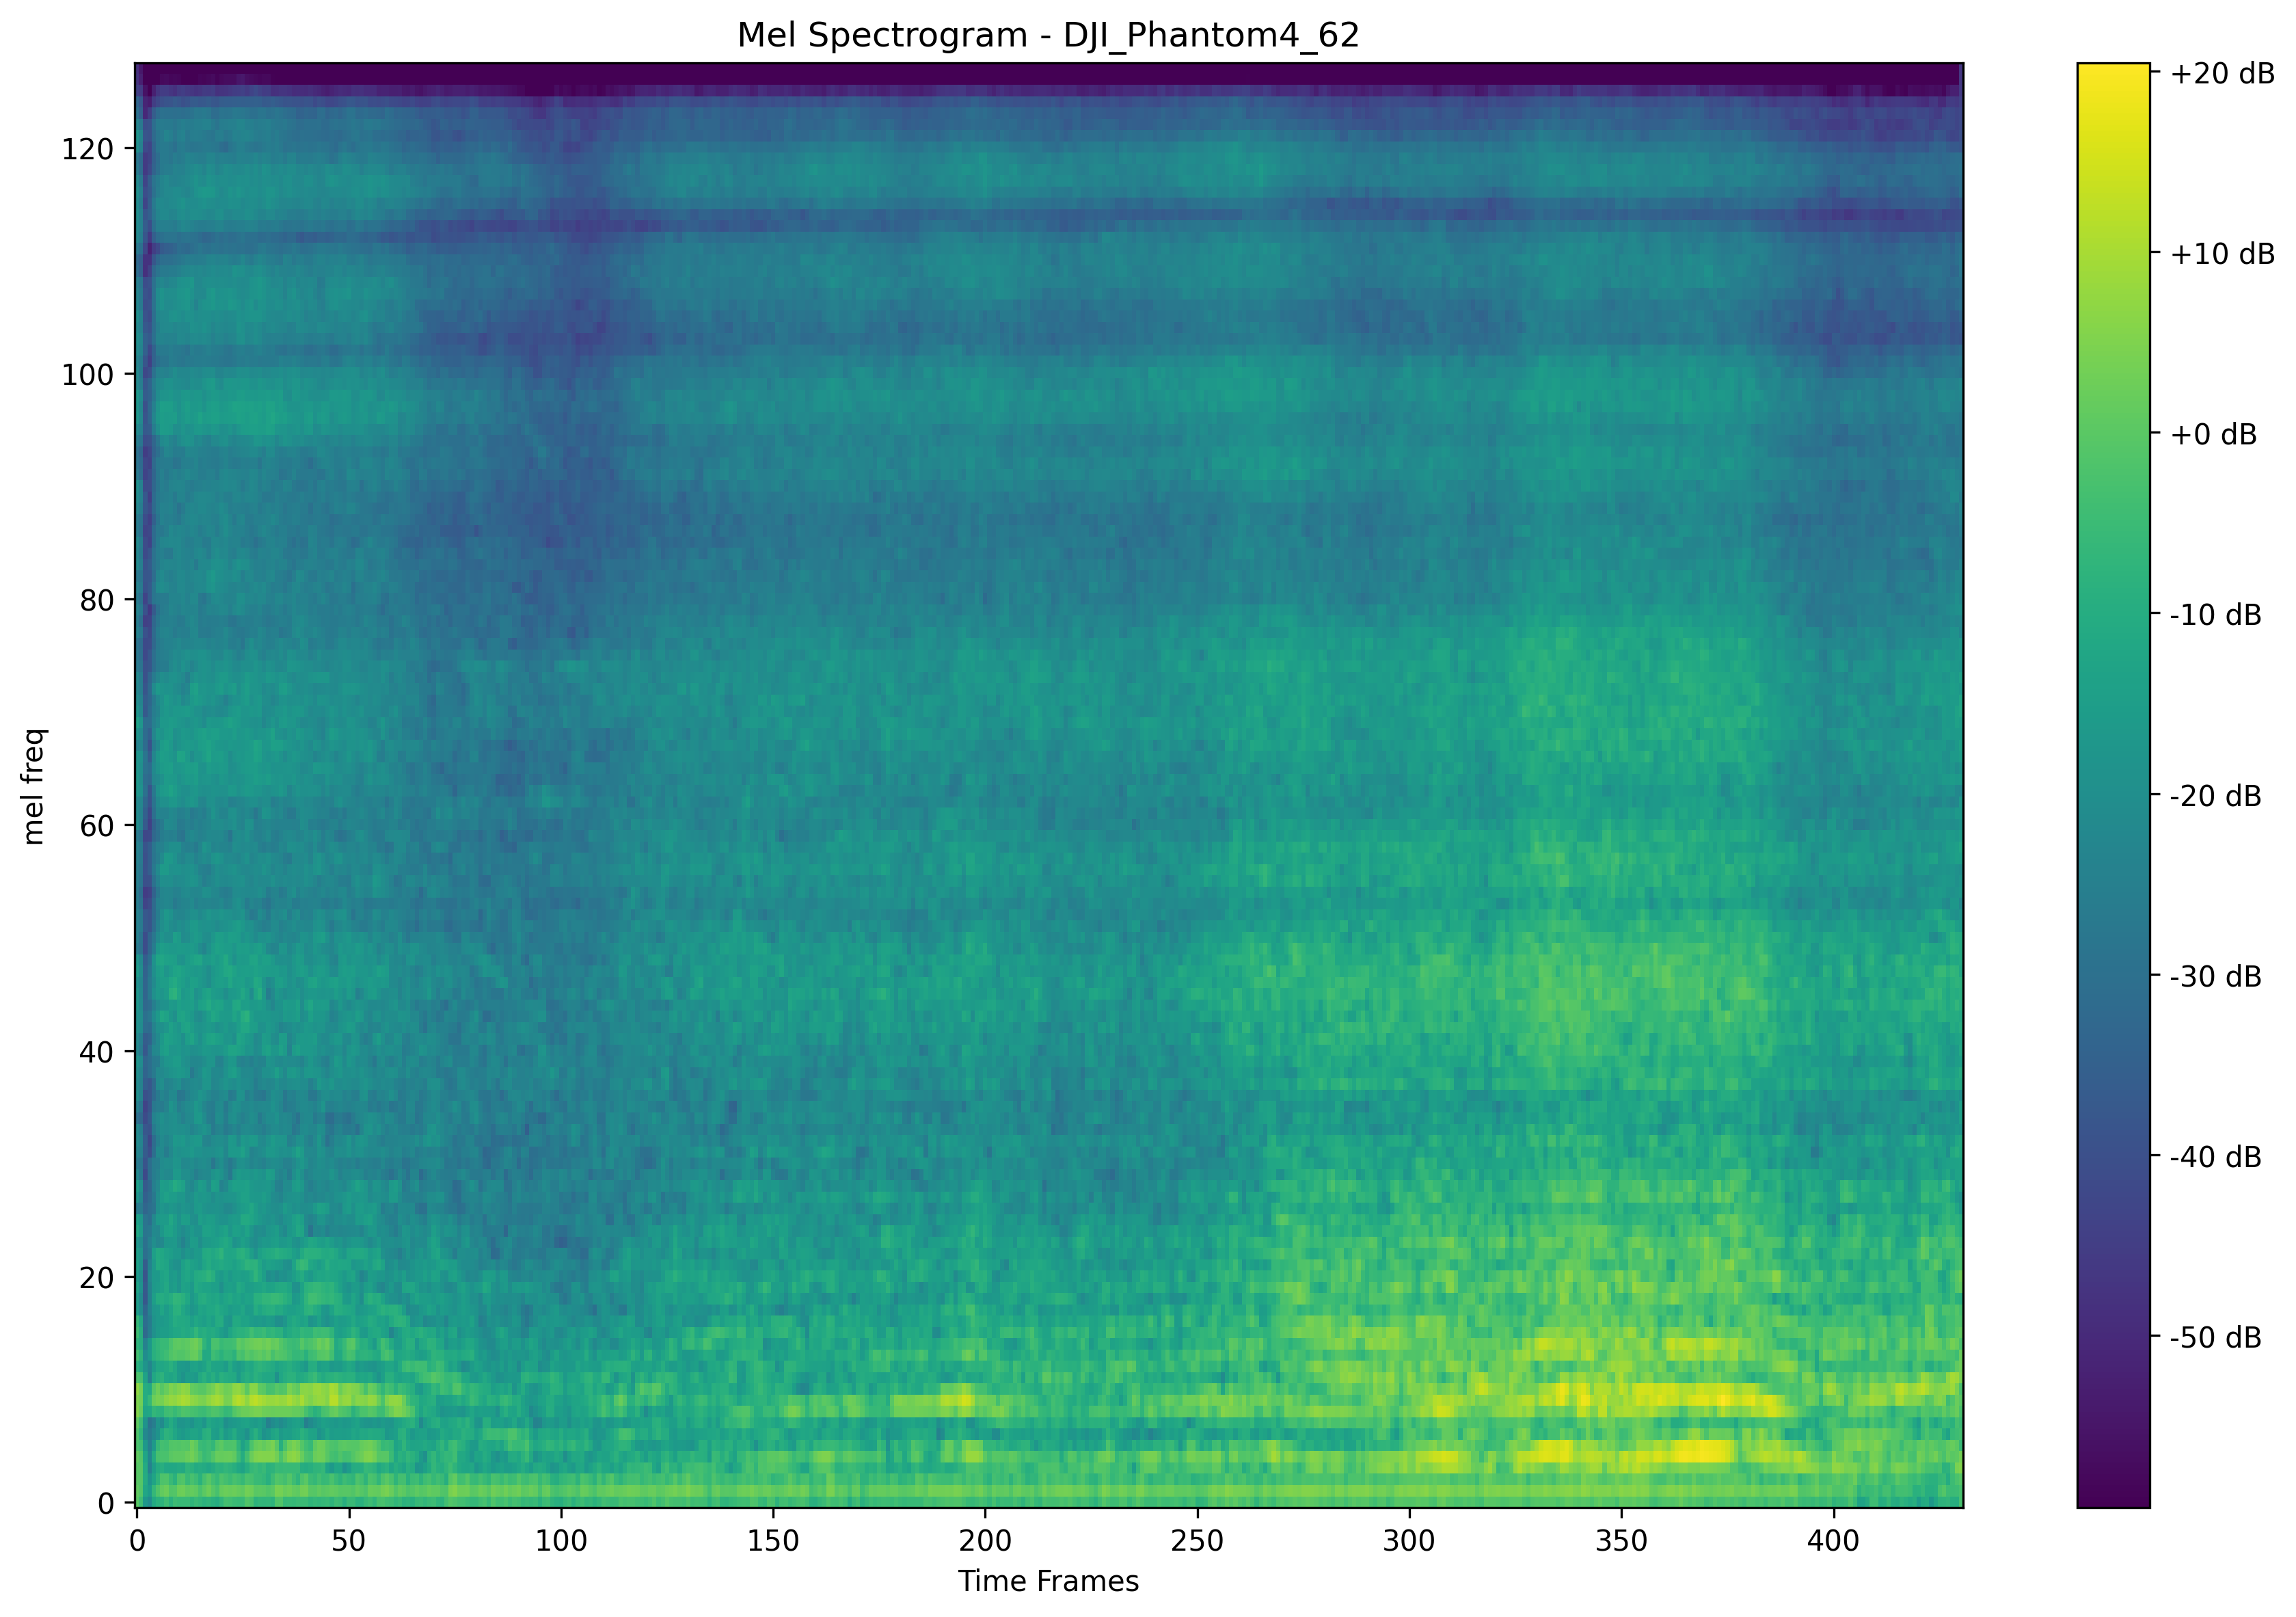 Mel Spectrogram - DJI_Phantom4_62
+20 dB
120
+10 dB
100
+0 dB
80
-10 dB
mel freq
60
-20 dB
-30 dB
40
-40 dB
20
-50 dB
0
0 50 100 150 200 250 300 350 400
Time Frames